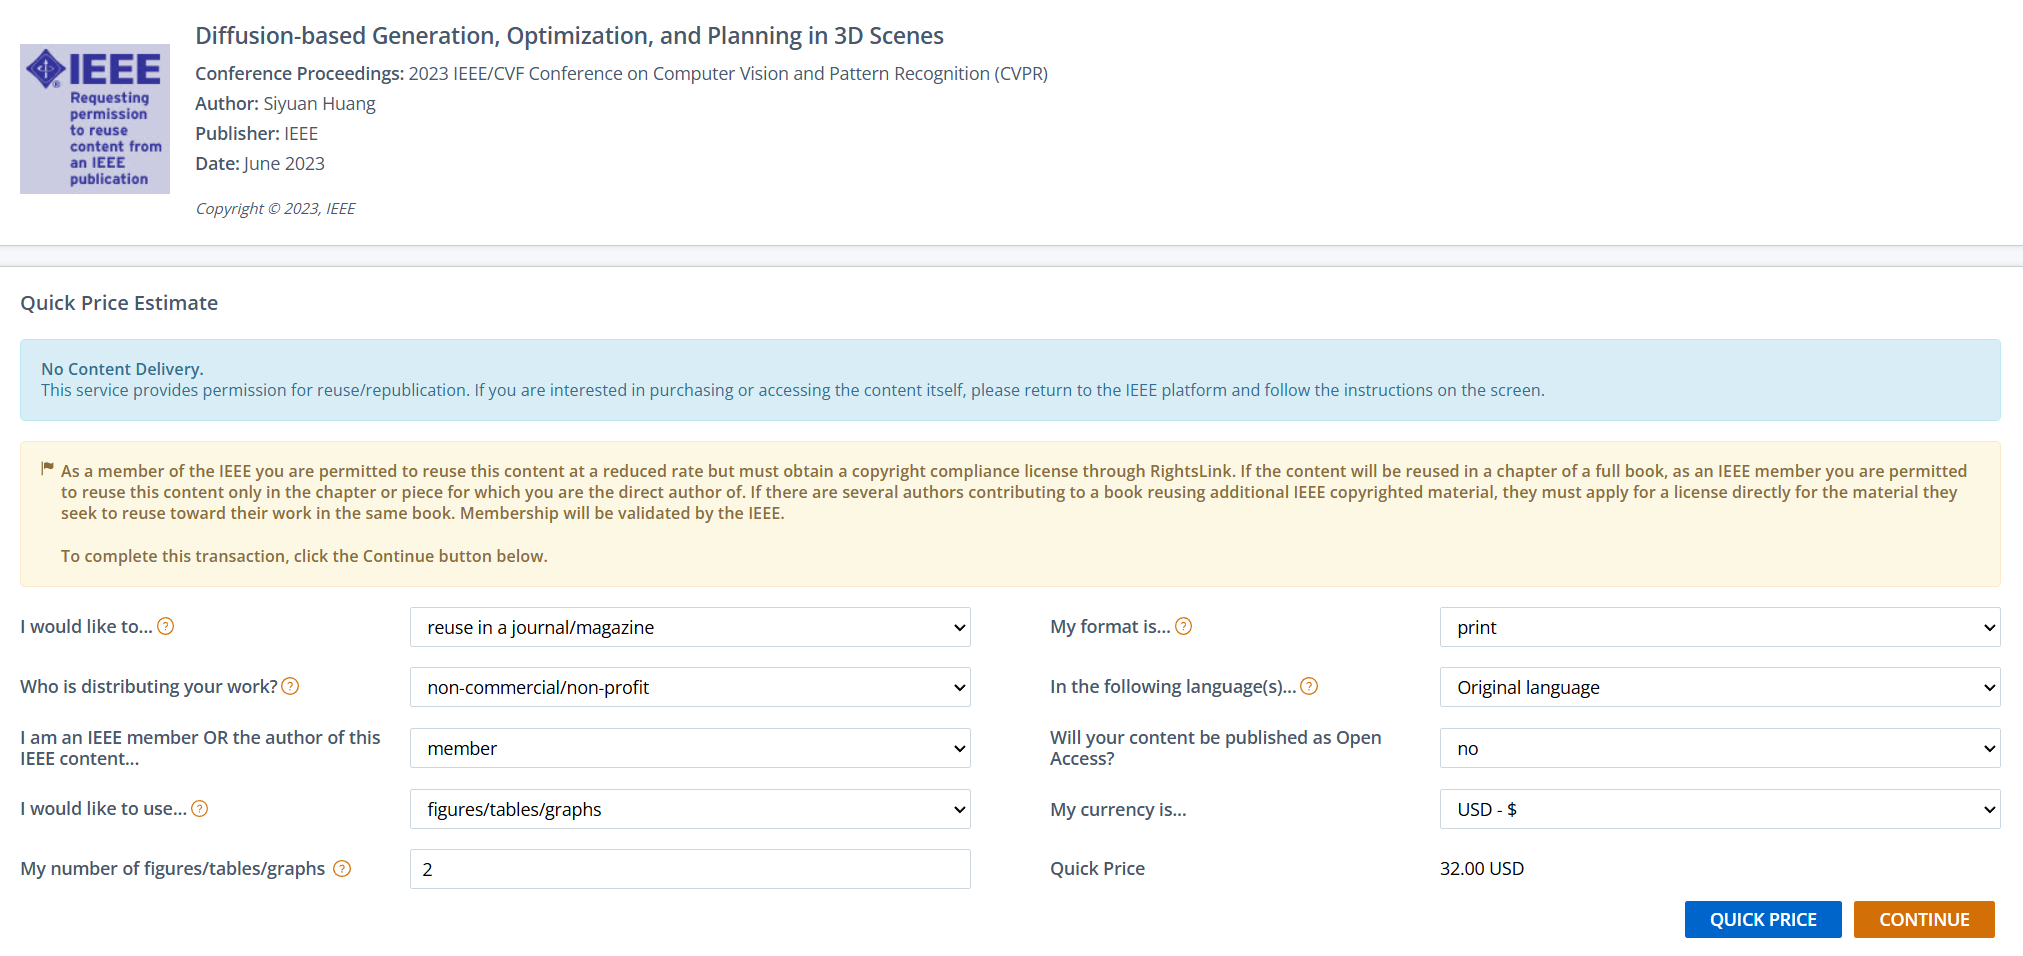 IEEE
Requesting
permission
to reuse
content from
an IEEE
publication
Diffusion-based Generation, Optimization, and Planning in 3D Scenes
Conference Proceedings: 2023 IEEE/CVF Conference on Computer Vision and Pattern Recognition (CVPR)
Author: Siyuan Huang
Publisher: IEEE
Date: June 2023
Copyright © 2023, IEEE
Quick Price Estimate
No Content Delivery.
This service provides permission for reuse/republication. If you are interested in purchasing or accessing the content itself, please return to the IEEE platform and follow the instructions on the screen.
As a member of the IEEE you are permitted to reuse this content at a reduced rate but must obtain a copyright compliance license through RightsLink. If the content will be reused in a chapter of a full book, as an IEEE member you are permitted
to reuse this content only in the chapter or piece for which you are the direct author of. If there are several authors contributing to a book reusing additional IEEE copyrighted material, they must apply for a license directly for the material they
seek to reuse toward their work in the same book. Membership will be validated by the IEEE.
To complete this transaction, click the Continue button below.
I would like to... ?
reuse in a journal/magazine
My format is... ?
print
Who is distributing your work? ?
non-commercial/non-profit
In the following language(s)... ?
Original language
I am an IEEE member OR the author of this
IEEE content...
member
Will your content be published as Open
Access?
no
I would like to use... ?
figures/tables/graphs
My currency is...
USD - $
My number of figures/tables/graphs ?
2
Quick Price
32.00 USD
QUICK PRICE
CONTINUE